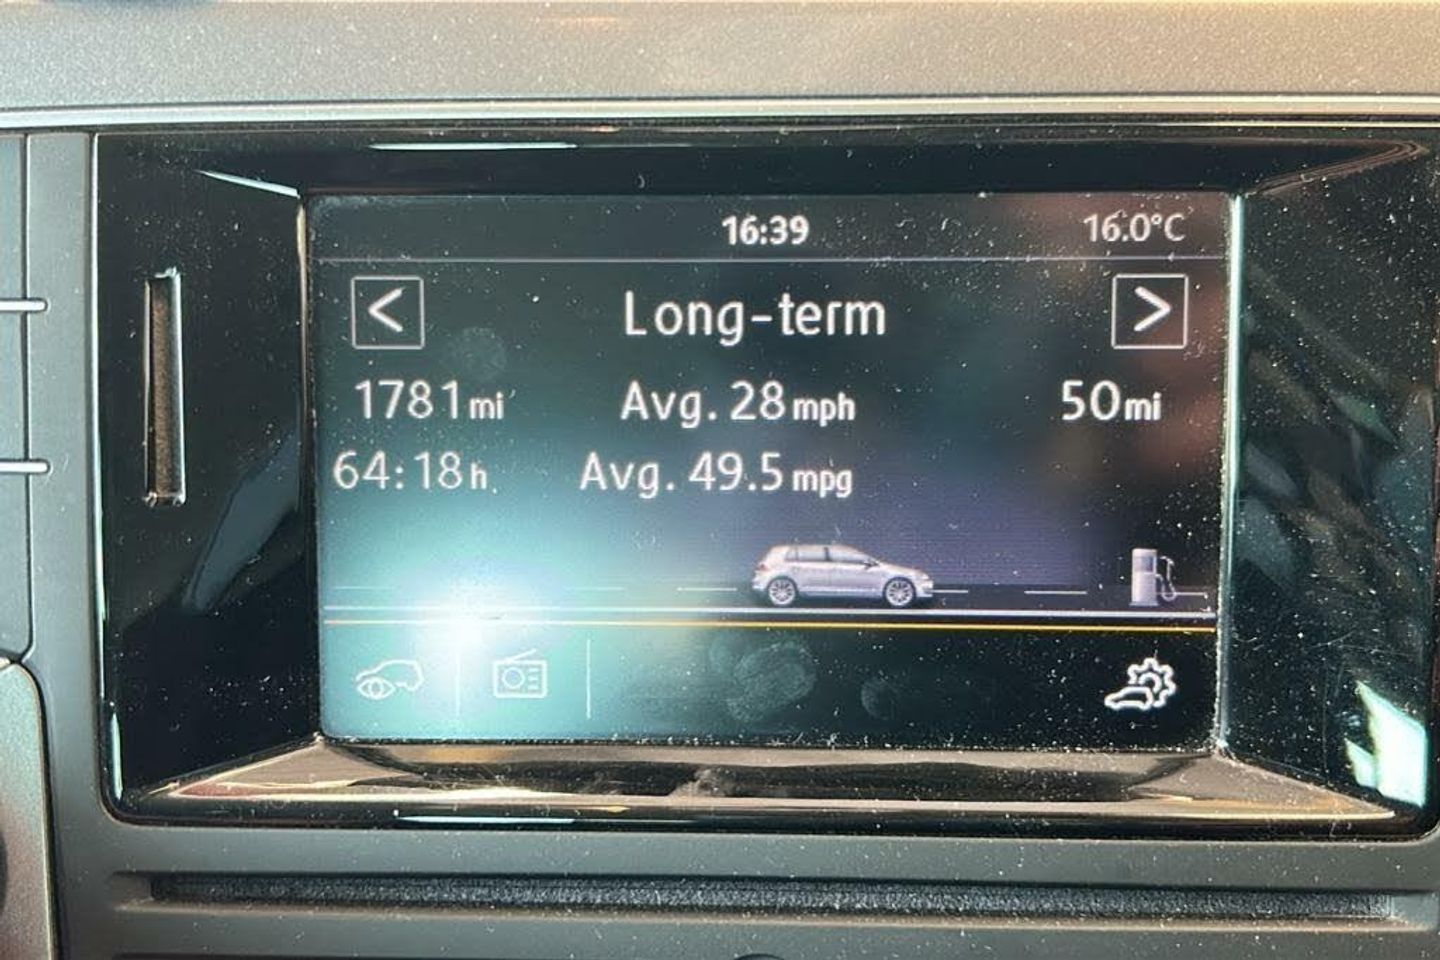 16:39 16.0°C
< Long-term >
1781 mi Avg. 28 mph 50 mi
64:18 h Avg. 49.5 mpg